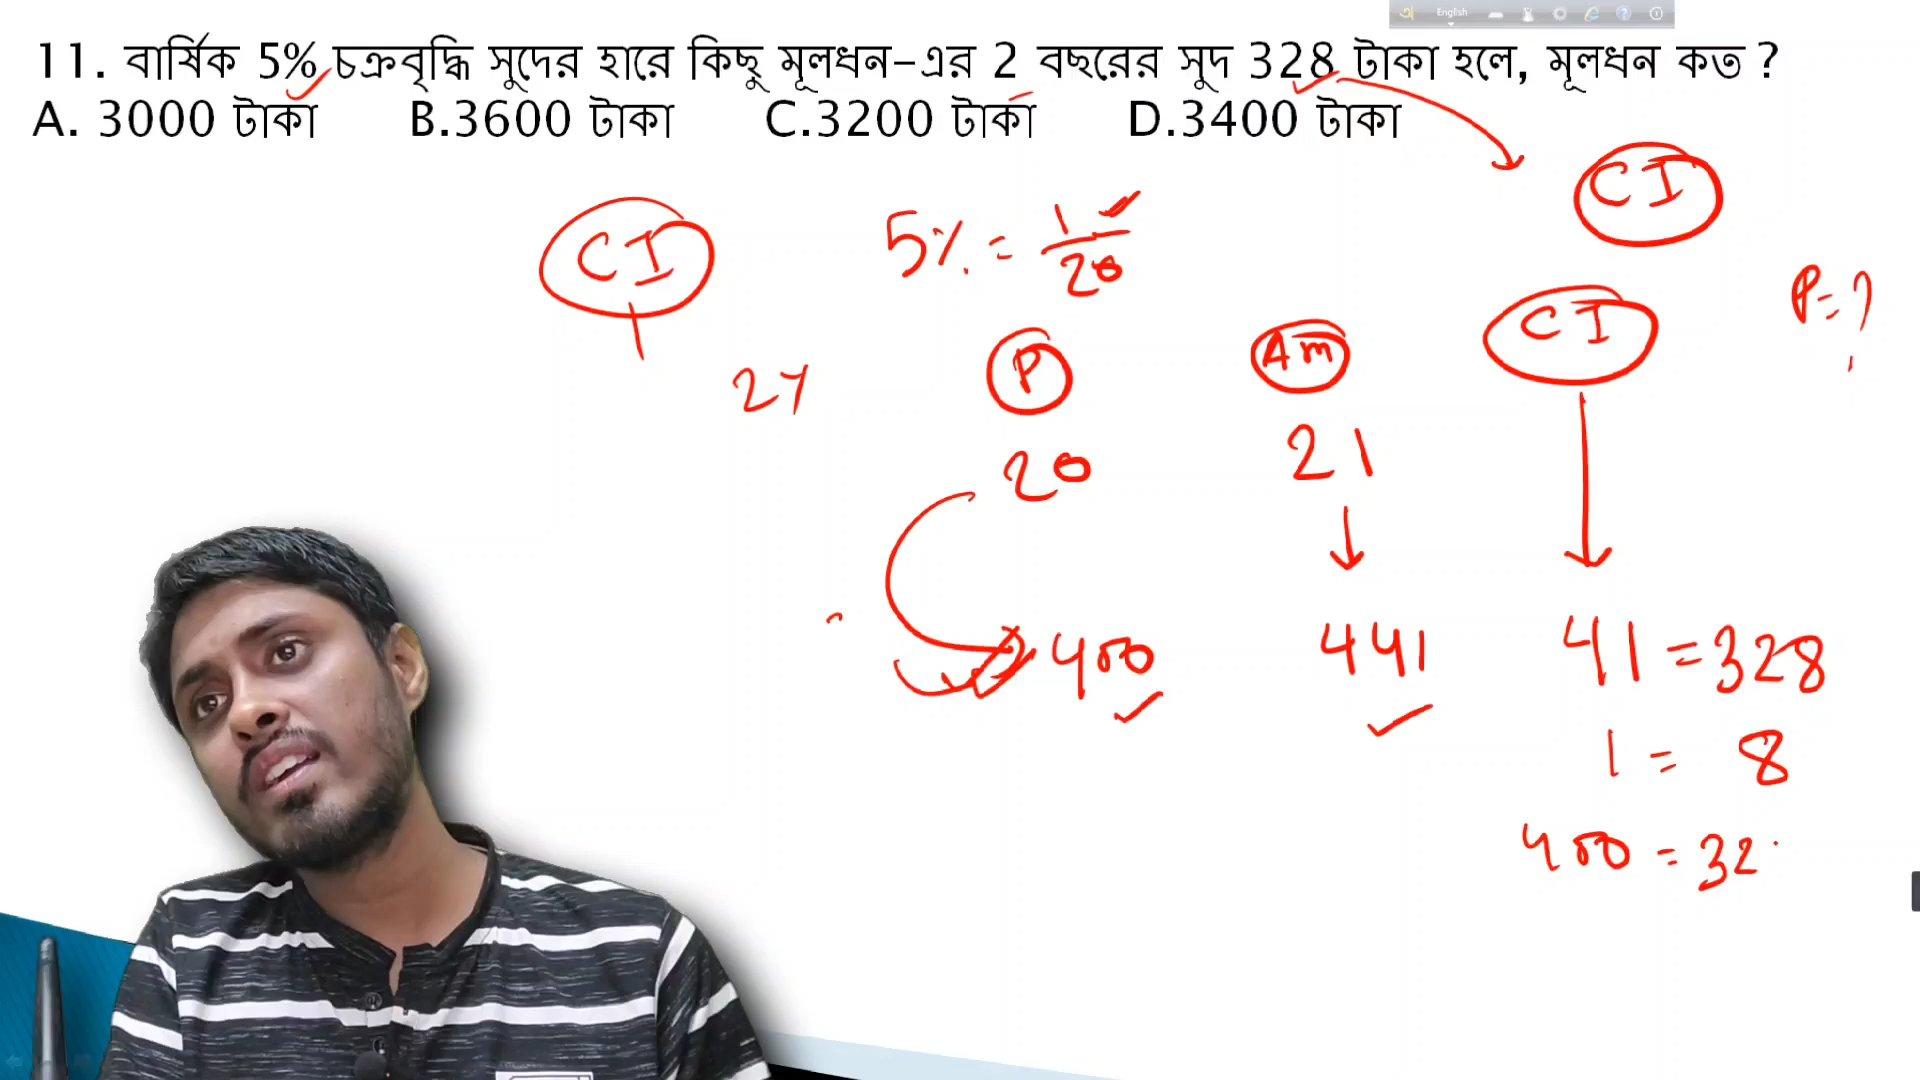 English
11. বার্ষিক 5% চক্রবৃদ্ধি সুদের হারে কিছু মূলধন-এর 2 বছরের সুদ 328 টাকা হলে, মূলধন কত ?
A. 3000 টাকা B.3600 টাকা C.3200 টাকা D.3400 টাকা
CI
CI 5% = 1/20
P=?
P Am CI
2y
20 21
400 441 41 = 328
1 = 8
400 = 32